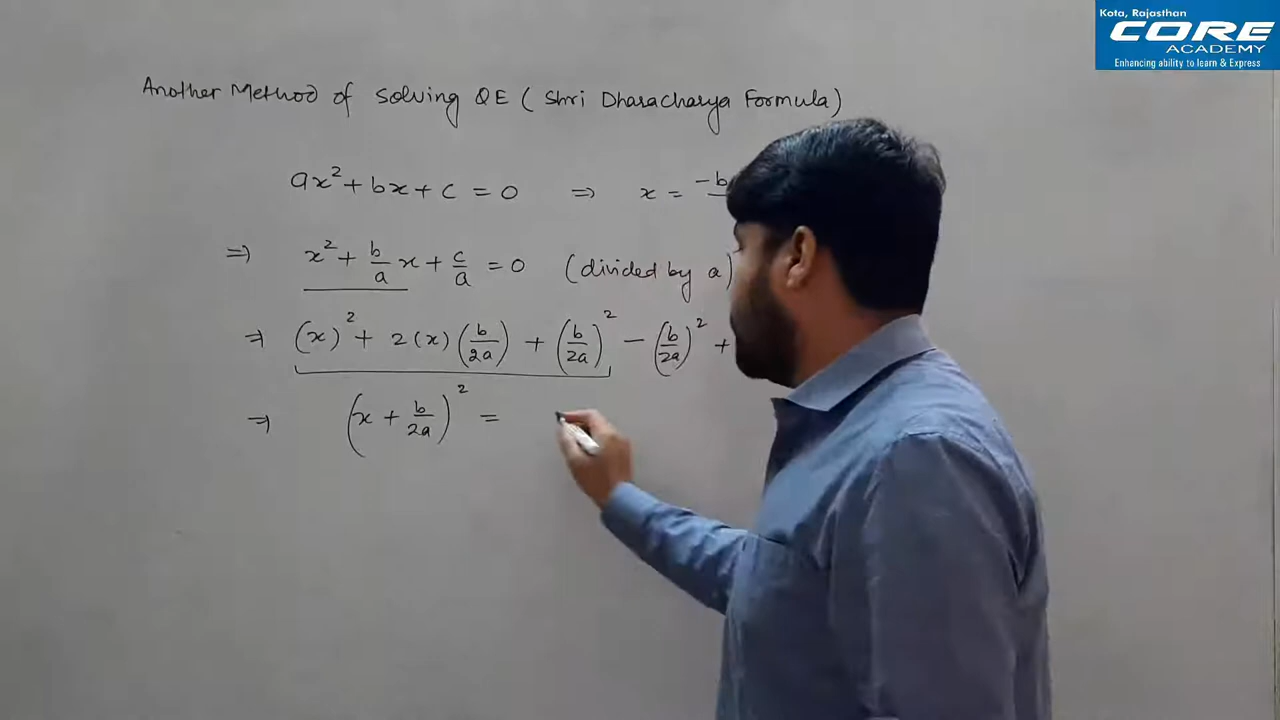 Kota, Rajasthan
CORE
ACADEMY
Enhancing ability to learn & Express
Another Method of Solving QE ( Shri Dharacharya Formula)
ax² + bx + c = 0 ⇒ x = -b
⇒ x² + b/a x + c/a = 0 (divided by a)
⇒ (x)² + 2(x)(b/2a) + (b/2a)² - (b/2a)² +
⇒ (x + b/2a)² =